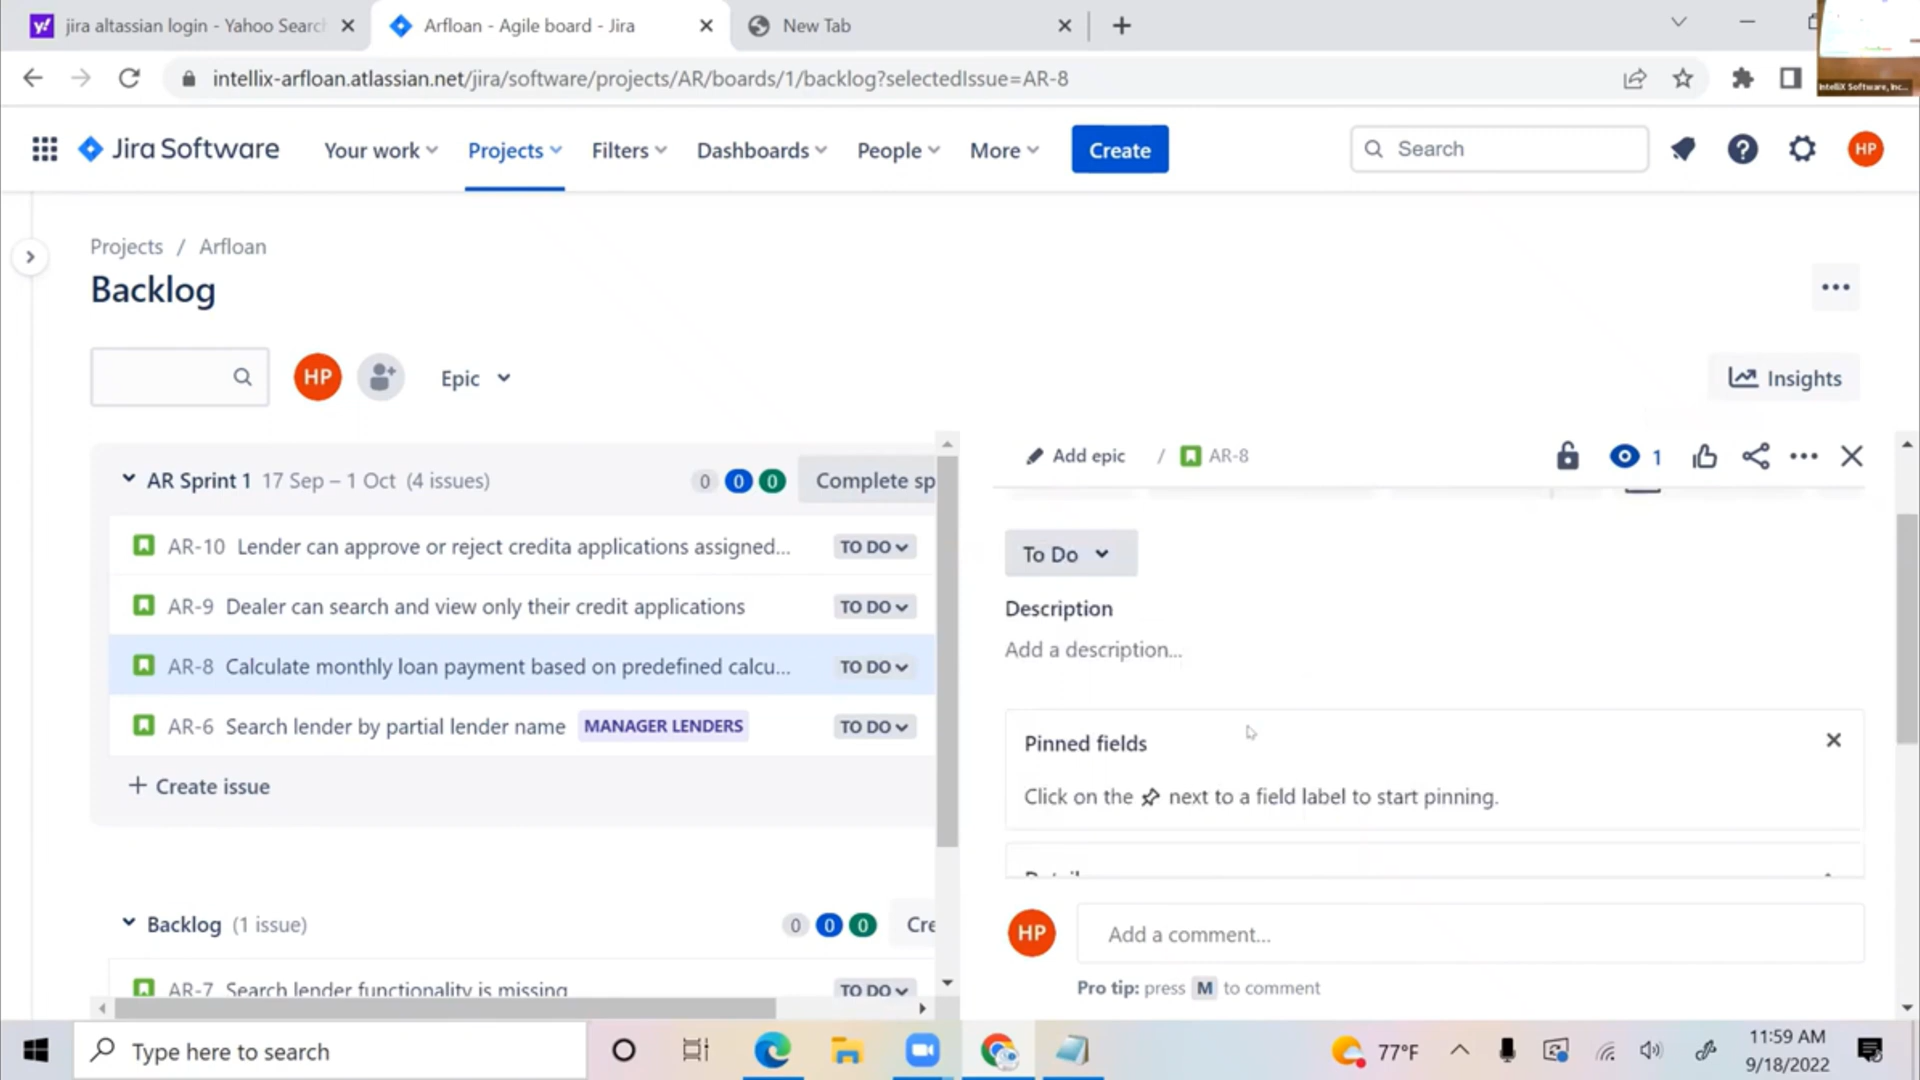 jira altassian login - Yahoo Searc
Arfloan - Agile board - Jira
New Tab
intellix-arfloan.atlassian.net/jira/software/projects/AR/boards/1/backlog?selectedIssue=AR-8
IntelliX Software, Inc...
Jira Software
Your work
Projects
Filters
Dashboards
People
More
Create
Search
HP
Projects / Arfloan
Backlog
HP
Epic
Insights
AR Sprint 1 17 Sep – 1 Oct (4 issues)
0 0 0
Complete sp
AR-10 Lender can approve or reject credita applications assigned... TO DO
AR-9 Dealer can search and view only their credit applications TO DO
AR-8 Calculate monthly loan payment based on predefined calcu... TO DO
AR-6 Search lender by partial lender name MANAGER LENDERS TO DO
+ Create issue
Backlog (1 issue)
0 0 0
Cre
AR-7 Search lender functionality is missing TO DO
Add epic / AR-8
1
To Do
Description
Add a description...
Pinned fields
Click on the next to a field label to start pinning.
Details
HP
Add a comment...
Pro tip: press M to comment
Type here to search
77°F
11:59 AM
9/18/2022